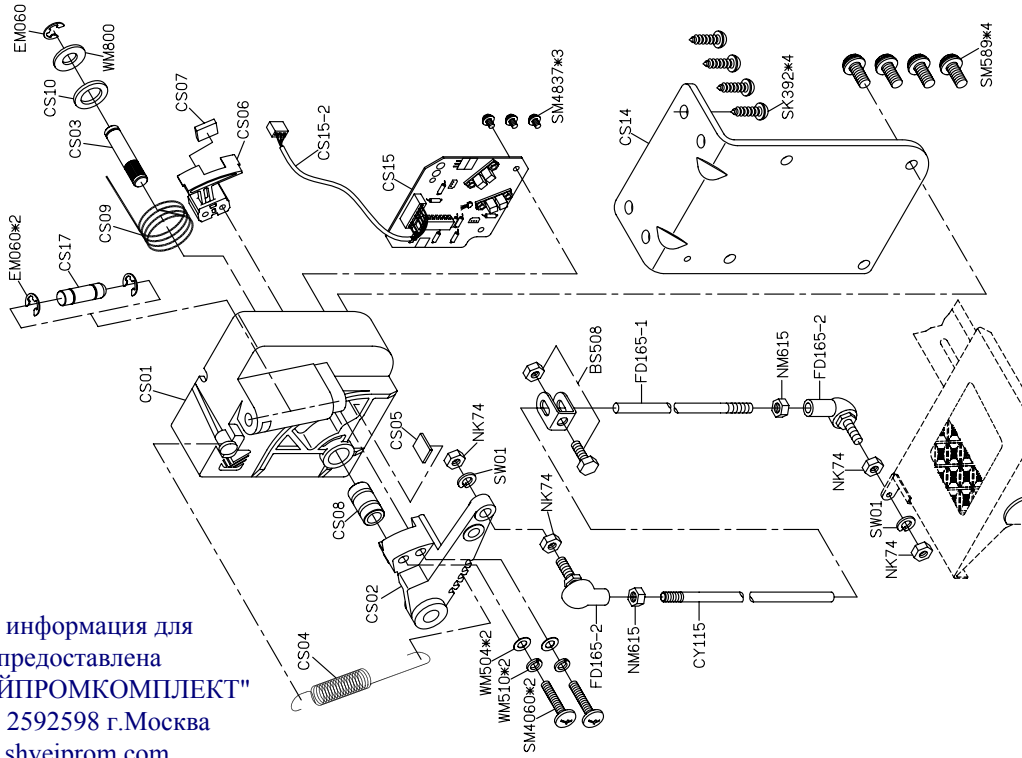 EM060
WM800
CS10
CS03
CS07
CS06
CS15-2
CS15
SM4837*3
SK392*4
CS14
SM589*4
CS09
EM060*2
CS17
CS01
CS05
NK74
SW01
CS08
CS02
CS04
BS508
FD165-1
NM615
FD165-2
NK74
SW01
NK74
NK74
FD165-2
NM615
CY115
WM504*2
WM510*2
SM4060*2
информация для
предоставлена
ЙПРОМКОМПЛЕКТ"
2592598 г.Москва
shveiprom.com